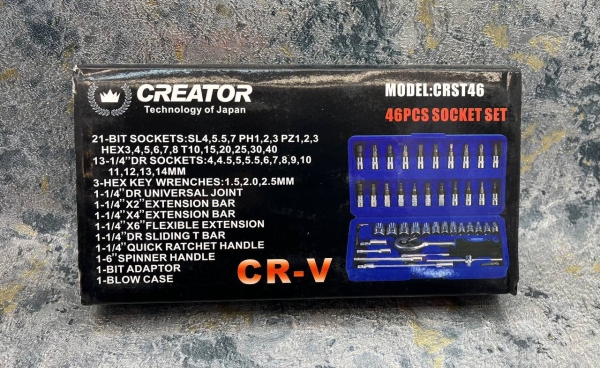 CREATOR
Technology of Japan
MODEL:CRST46
46PCS SOCKET SET
21-BIT SOCKETS:SL4,5.5,7 PH1,2,3 PZ1,2,3
HEX3,4,5,6,7,8 T10,15,20,25,30,40
13-1/4"DR SOCKETS:4,4.5,5,5.5,6,7,8,9,10
11,12,13,14MM
3-HEX KEY WRENCHES:1.5,2.0,2.5MM
1-1/4"DR UNIVERSAL JOINT
1-1/4"X2"EXTENSION BAR
1-1/4"X4"EXTENSION BAR
1-1/4"X6"FLEXIBLE EXTENSION
1-1/4"DR SLIDING T BAR
1-1/4"QUICK RATCHET HANDLE
1-6"SPINNER HANDLE
1-BIT ADAPTOR
1-BLOW CASE
CR-V